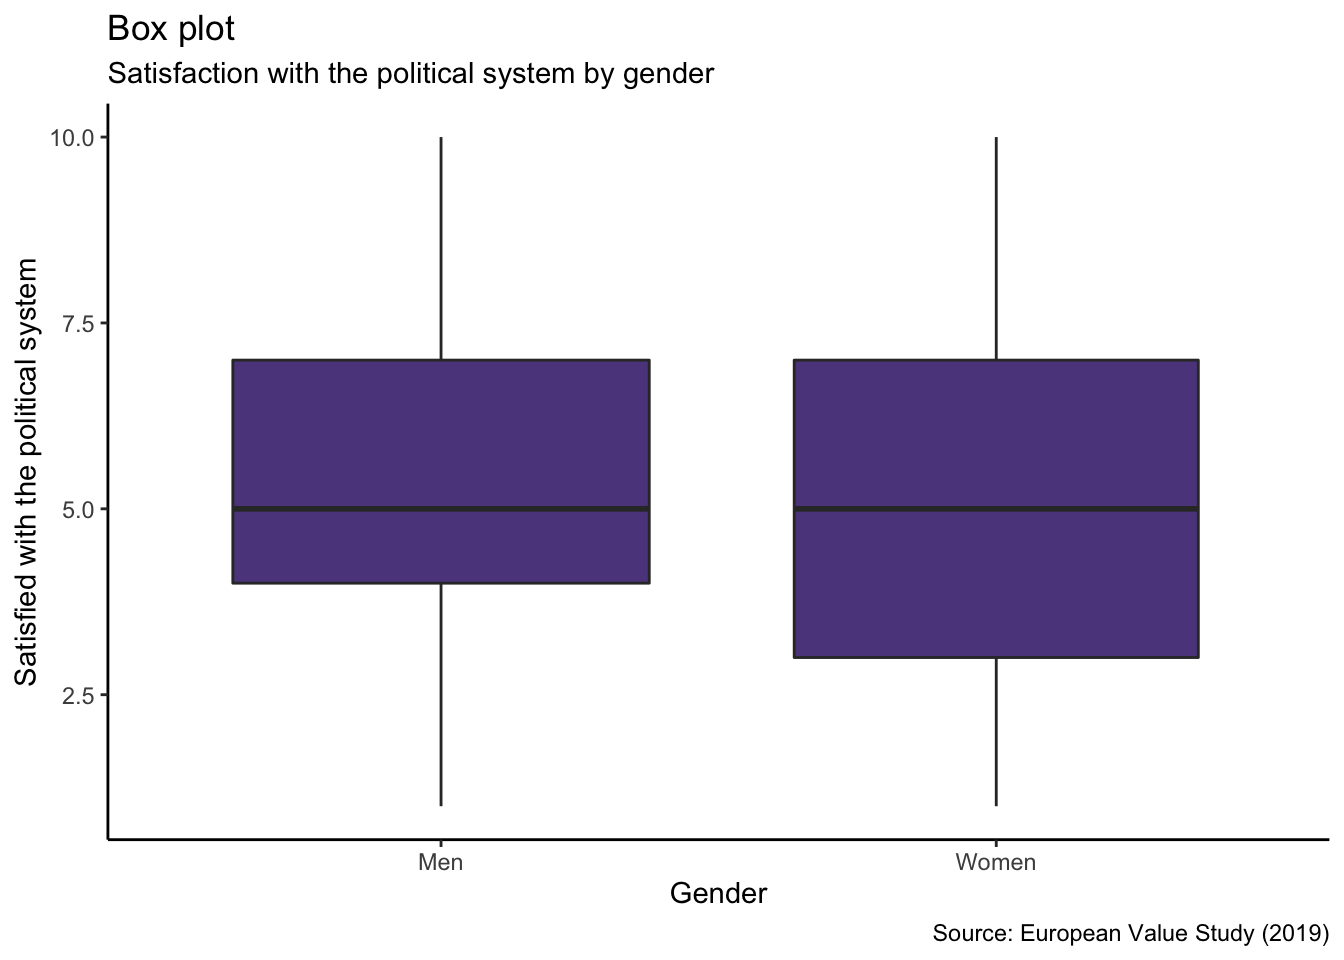 Box plot
Satisfaction with the political system by gender
Satisfied with the political system
10.0
7.5
5.0
2.5
Men
Women
Gender
Source: European Value Study (2019)